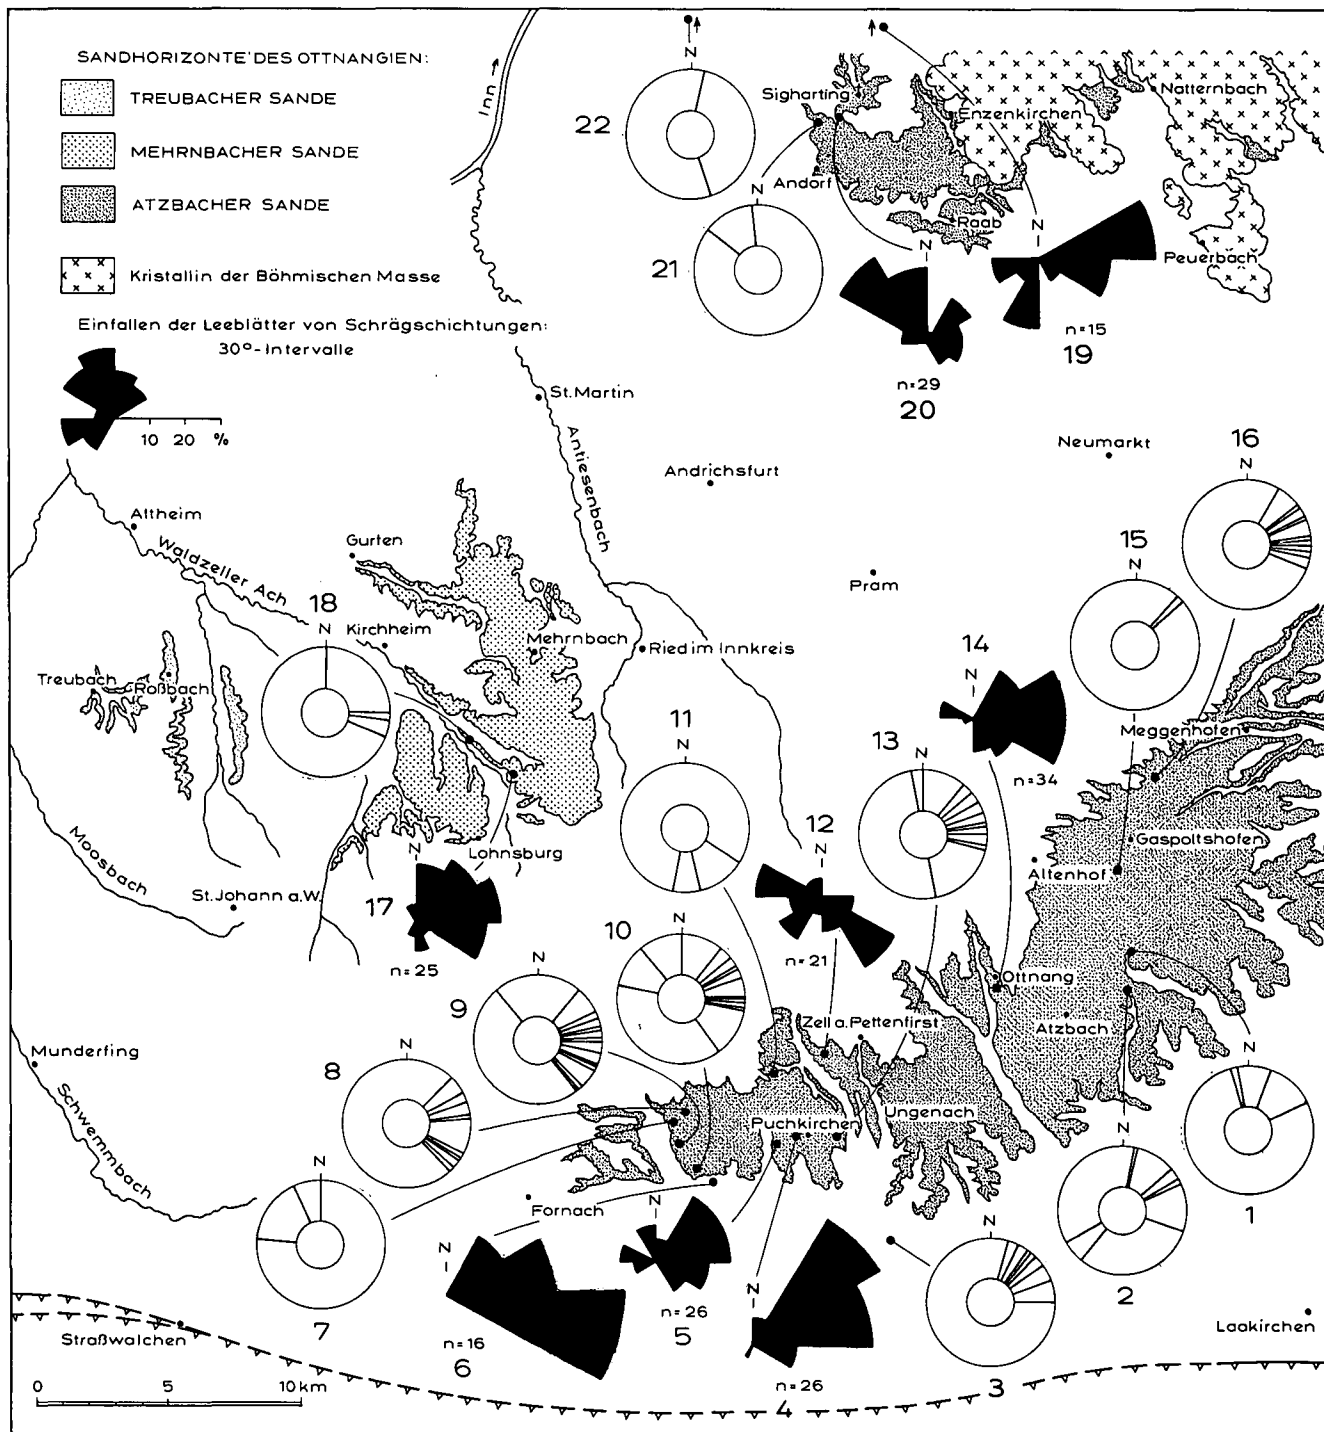 SANDHORIZONTE DES OTTNANGIEN:
TREUBACHER SANDE
MEHRNBACHER SANDE
ATZBACHER SANDE
Kristallin der Böhmischen Masse
Einfallen der Leeblätter von Schrägschichtungen:
30°-Intervalle
10 20 %
Inn
N
22
Sigharting
Enzenkirchen
Natternbach
N
21
Andorf
Raab
Peuerbach
N
N
n=15
19
n=29
20
St.Martin
Antiesenbach
Andrichsfurt
Neumarkt
16
N
Altheim
Waldzeller Ach
Gurten
Pram
15
N
18
N
Kirchheim
Mehrnbach
Ried im Innkreis
14
N
n=34
Treubach
Roßbach
Meggenhofen
11
N
13
N
12
N
n=21
Gaspoltshofen
Altenhof
Moosbach
St.Johann a.W.
Lohnsburg
17
N
n=25
10
N
9
N
Ottnang
Atzbach
Zell a.Pettenfirst
Munderfing
Schwemmbach
8
N
Puchkirchen
Ungenach
N
1
7
N
Fornach
N
2
N
n=16
6
N
n=26
5
N
n=26
4
N
3
Laakirchen
Straßwalchen
0 5 10 km